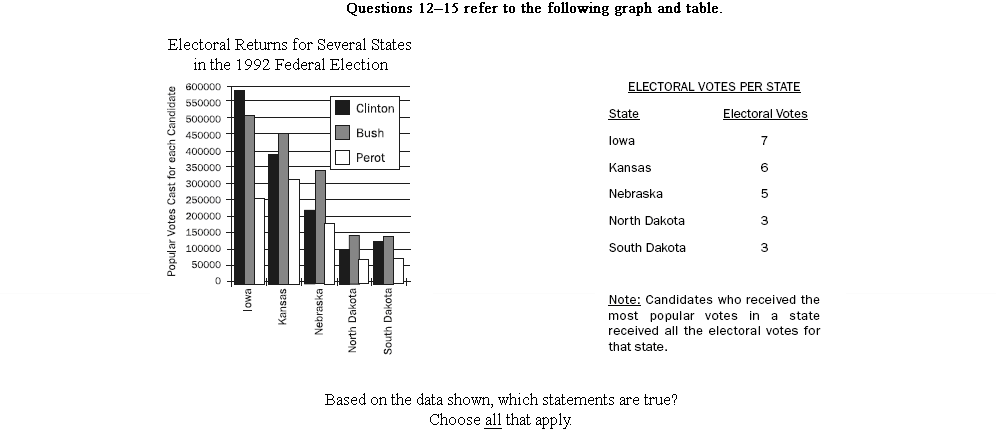 Questions 12–15 refer to the following graph and table.
Electoral Returns for Several States
in the 1992 Federal Election
Popular Votes Cast for each Candidate
600000
550000
500000
450000
400000
350000
300000
250000
200000
150000
100000
50000
0
Clinton
Bush
Perot
Iowa
Kansas
Nebraska
North Dakota
South Dakota
ELECTORAL VOTES PER STATE
State Electoral Votes
Iowa 7
Kansas 6
Nebraska 5
North Dakota 3
South Dakota 3
Note: Candidates who received the
most popular votes in a state
received all the electoral votes for
that state.
Based on the data shown, which statements are true?
Choose all that apply.